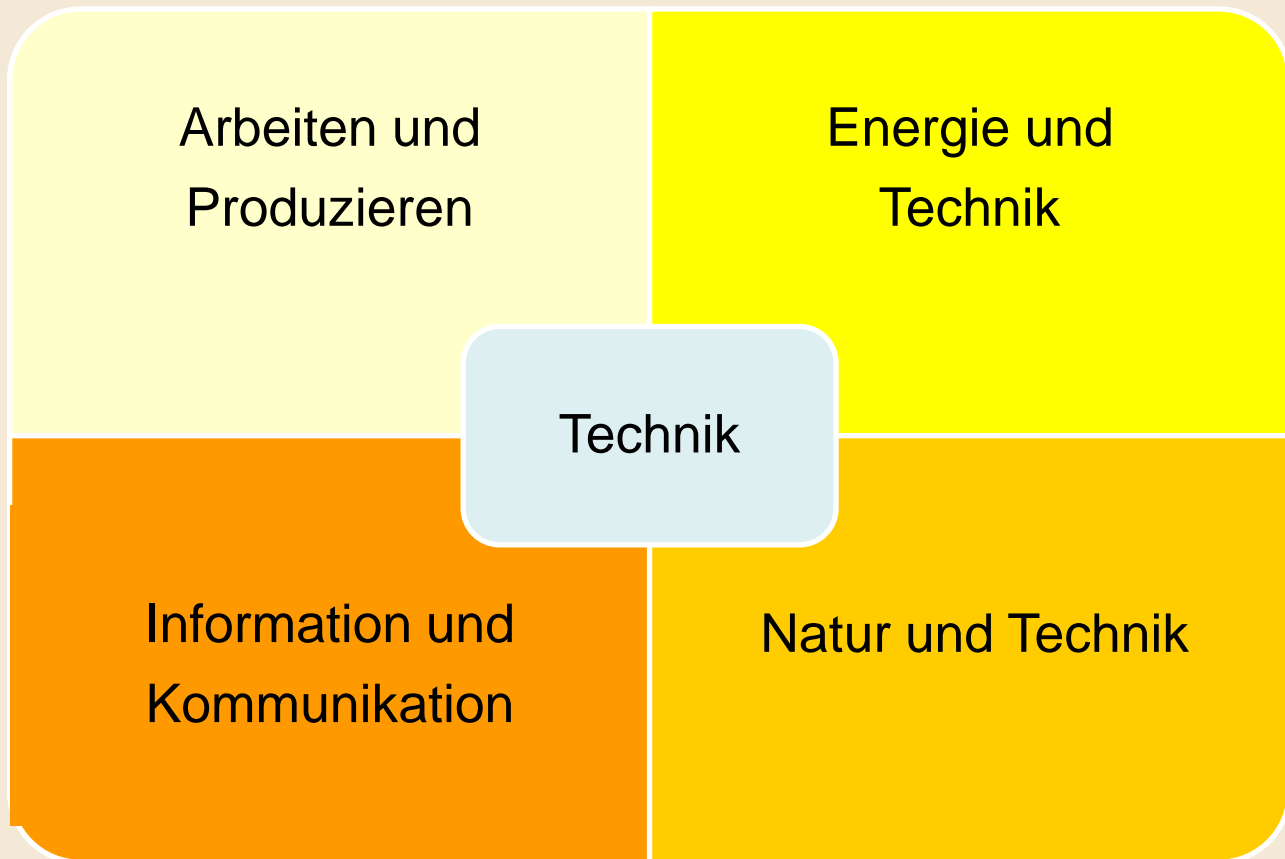 Arbeiten und
Produzieren
Energie und
Technik
Technik
Information und
Kommunikation
Natur und Technik